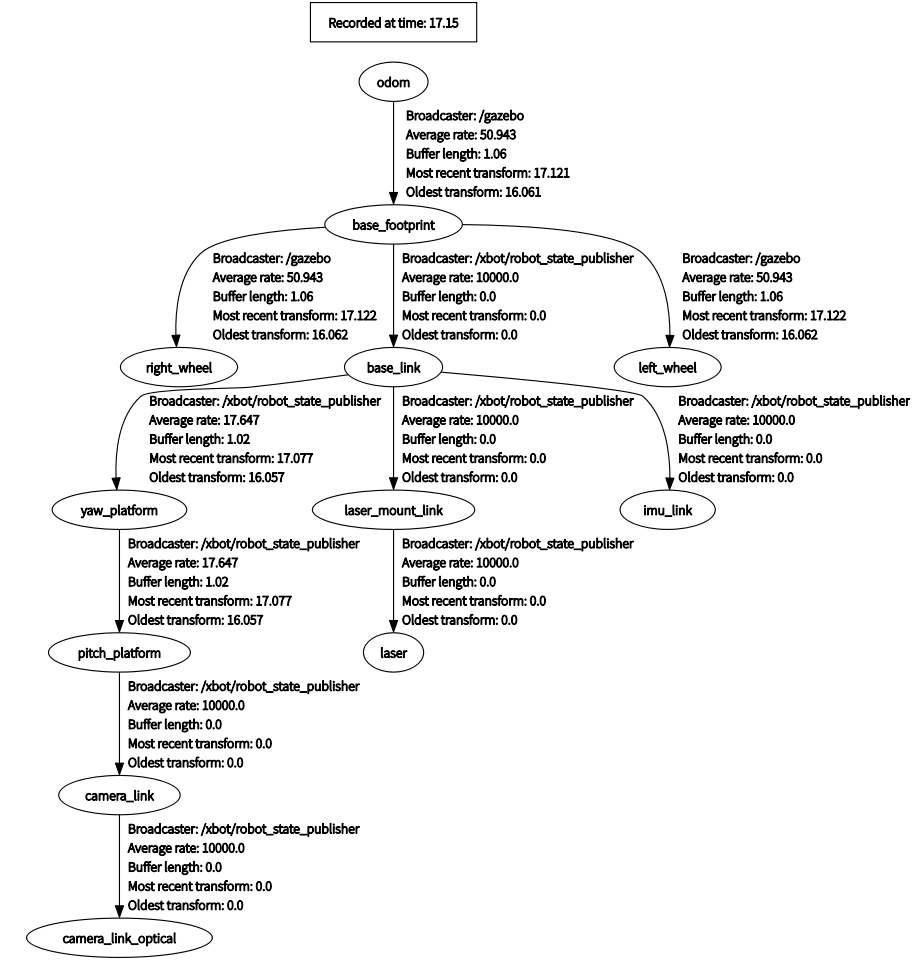 Recorded at time: 17.15
odom
Broadcaster: /gazebo
Average rate: 50.943
Buffer length: 1.06
Most recent transform: 17.121
Oldest transform: 16.061
base_footprint
Broadcaster: /gazebo
Average rate: 50.943
Buffer length: 1.06
Most recent transform: 17.122
Oldest transform: 16.062
Broadcaster: /xbot/robot_state_publisher
Average rate: 10000.0
Buffer length: 0.0
Most recent transform: 0.0
Oldest transform: 0.0
Broadcaster: /gazebo
Average rate: 50.943
Buffer length: 1.06
Most recent transform: 17.122
Oldest transform: 16.062
right_wheel
base_link
left_wheel
Broadcaster: /xbot/robot_state_publisher
Average rate: 17.647
Buffer length: 1.02
Most recent transform: 17.077
Oldest transform: 16.057
Broadcaster: /xbot/robot_state_publisher
Average rate: 10000.0
Buffer length: 0.0
Most recent transform: 0.0
Oldest transform: 0.0
Broadcaster: /xbot/robot_state_publisher
Average rate: 10000.0
Buffer length: 0.0
Most recent transform: 0.0
Oldest transform: 0.0
yaw_platform
laser_mount_link
imu_link
Broadcaster: /xbot/robot_state_publisher
Average rate: 17.647
Buffer length: 1.02
Most recent transform: 17.077
Oldest transform: 16.057
Broadcaster: /xbot/robot_state_publisher
Average rate: 10000.0
Buffer length: 0.0
Most recent transform: 0.0
Oldest transform: 0.0
pitch_platform
laser
Broadcaster: /xbot/robot_state_publisher
Average rate: 10000.0
Buffer length: 0.0
Most recent transform: 0.0
Oldest transform: 0.0
camera_link
Broadcaster: /xbot/robot_state_publisher
Average rate: 10000.0
Buffer length: 0.0
Most recent transform: 0.0
Oldest transform: 0.0
camera_link_optical